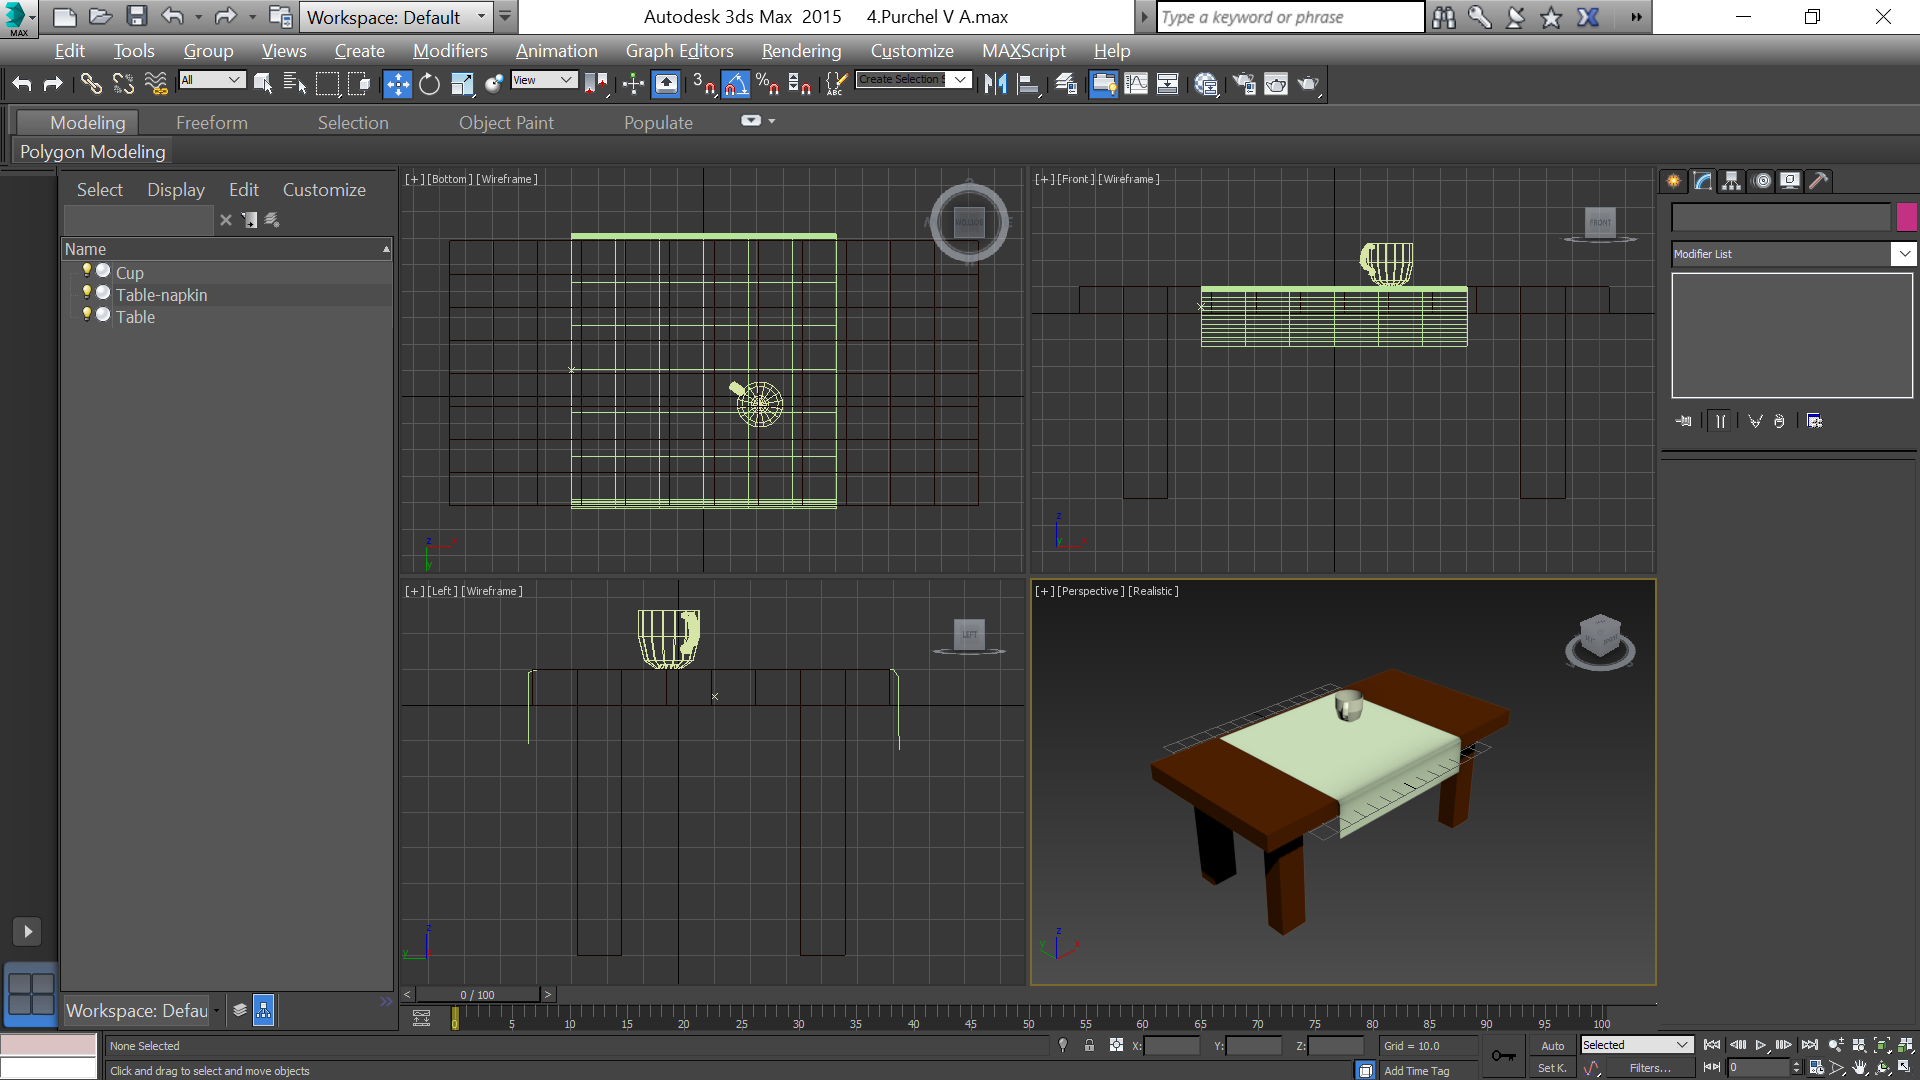 MAX
Workspace: Default
Autodesk 3ds Max 2015 4.Purchel V A.max
Type a keyword or phrase
Edit Tools Group Views Create Modifiers Animation Graph Editors Rendering Customize MAXScript Help
All
View
3
%
ABC
Create Selection S
Modeling Freeform Selection Object Paint Populate
Polygon Modeling
Select Display Edit Customize
Name
Cup
Table-napkin
Table
[+] [Bottom] [Wireframe]
[+] [Front] [Wireframe]
FRONT
[+] [Left] [Wireframe]
LEFT
[+] [Perspective] [Realistic]
Modifier List
Workspace: Defau
< 0 / 100 >
0 5 10 15 20 25 30 35 40 45 50 55 60 65 70 75 80 85 90 95 100
None Selected
X: Y: Z:
Grid = 10.0
Auto
Selected
Click and drag to select and move objects
Add Time Tag
Set K.
Filters...
0